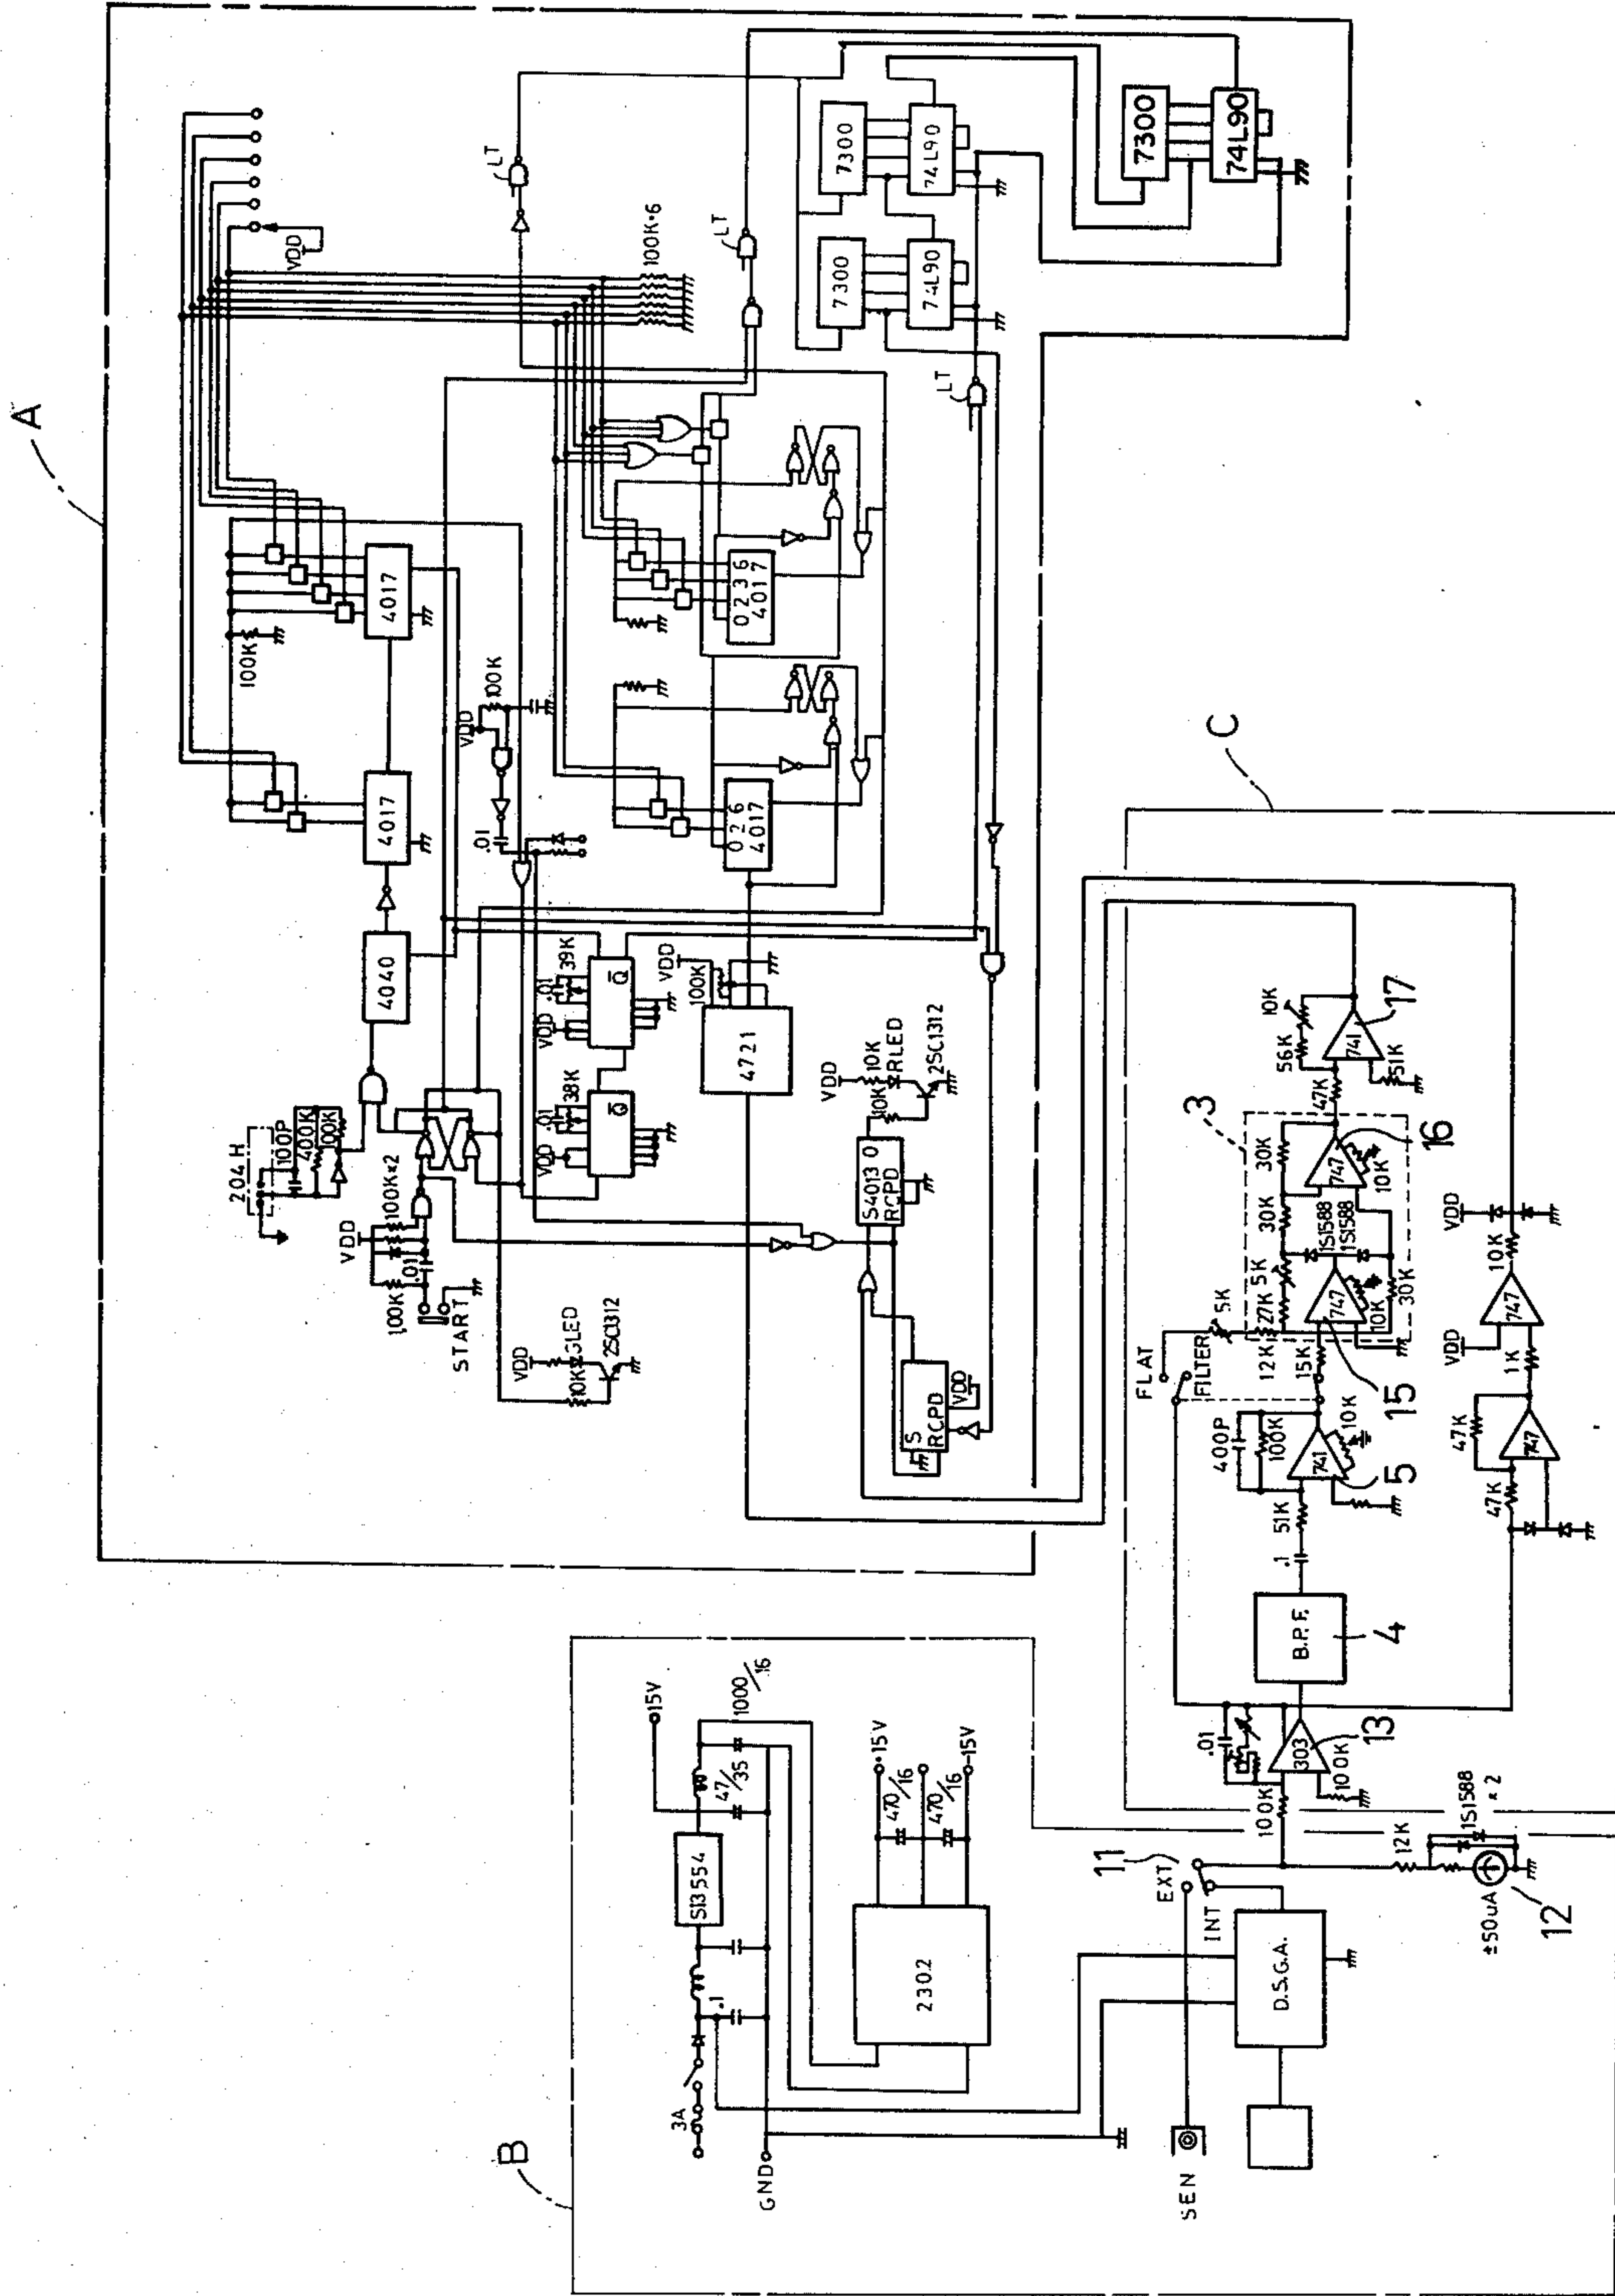 A
VDD
204 H
100P
400K
100K
4040
4017
4017
100K
100K×2
VDD
.01
100K
START
VDD
100K
.01
LT
LT
100K×6
VDD
.01
38K
Q̅
VDD
.01
39K
Q̅
VDD
100K
4721
0 2 6
4017
0 2 3 6
4017
7300
74L90
7300
74L90
7300
74L90
LT
VDD
10K
GLED
2SC1312
S4013 0
RCPD
VDD
10K
10K
RLED
2SC1312
S
RCPD
VDD
B
3A
.1
S13554
47/35
1000/16
15V
GND
2302
+15V
470/16
470/16
-15V
SEN
EXT
INT
11
D.S.G.A.
12K
1S1588
×2
±50uA
12
C
100K
.01
303
100K
13
B.P.F.
4
.1
51K
400P
100K
741
10K
5
FLAT
FILTER
5K
12K
15K
27K
5K
747
10K
15
1S1588
1S1588
30K
30K
30K
3
747
10K
16
47K
56K
10K
741
51K
17
47K
47K
747
1K
VDD
747
10K
VDD